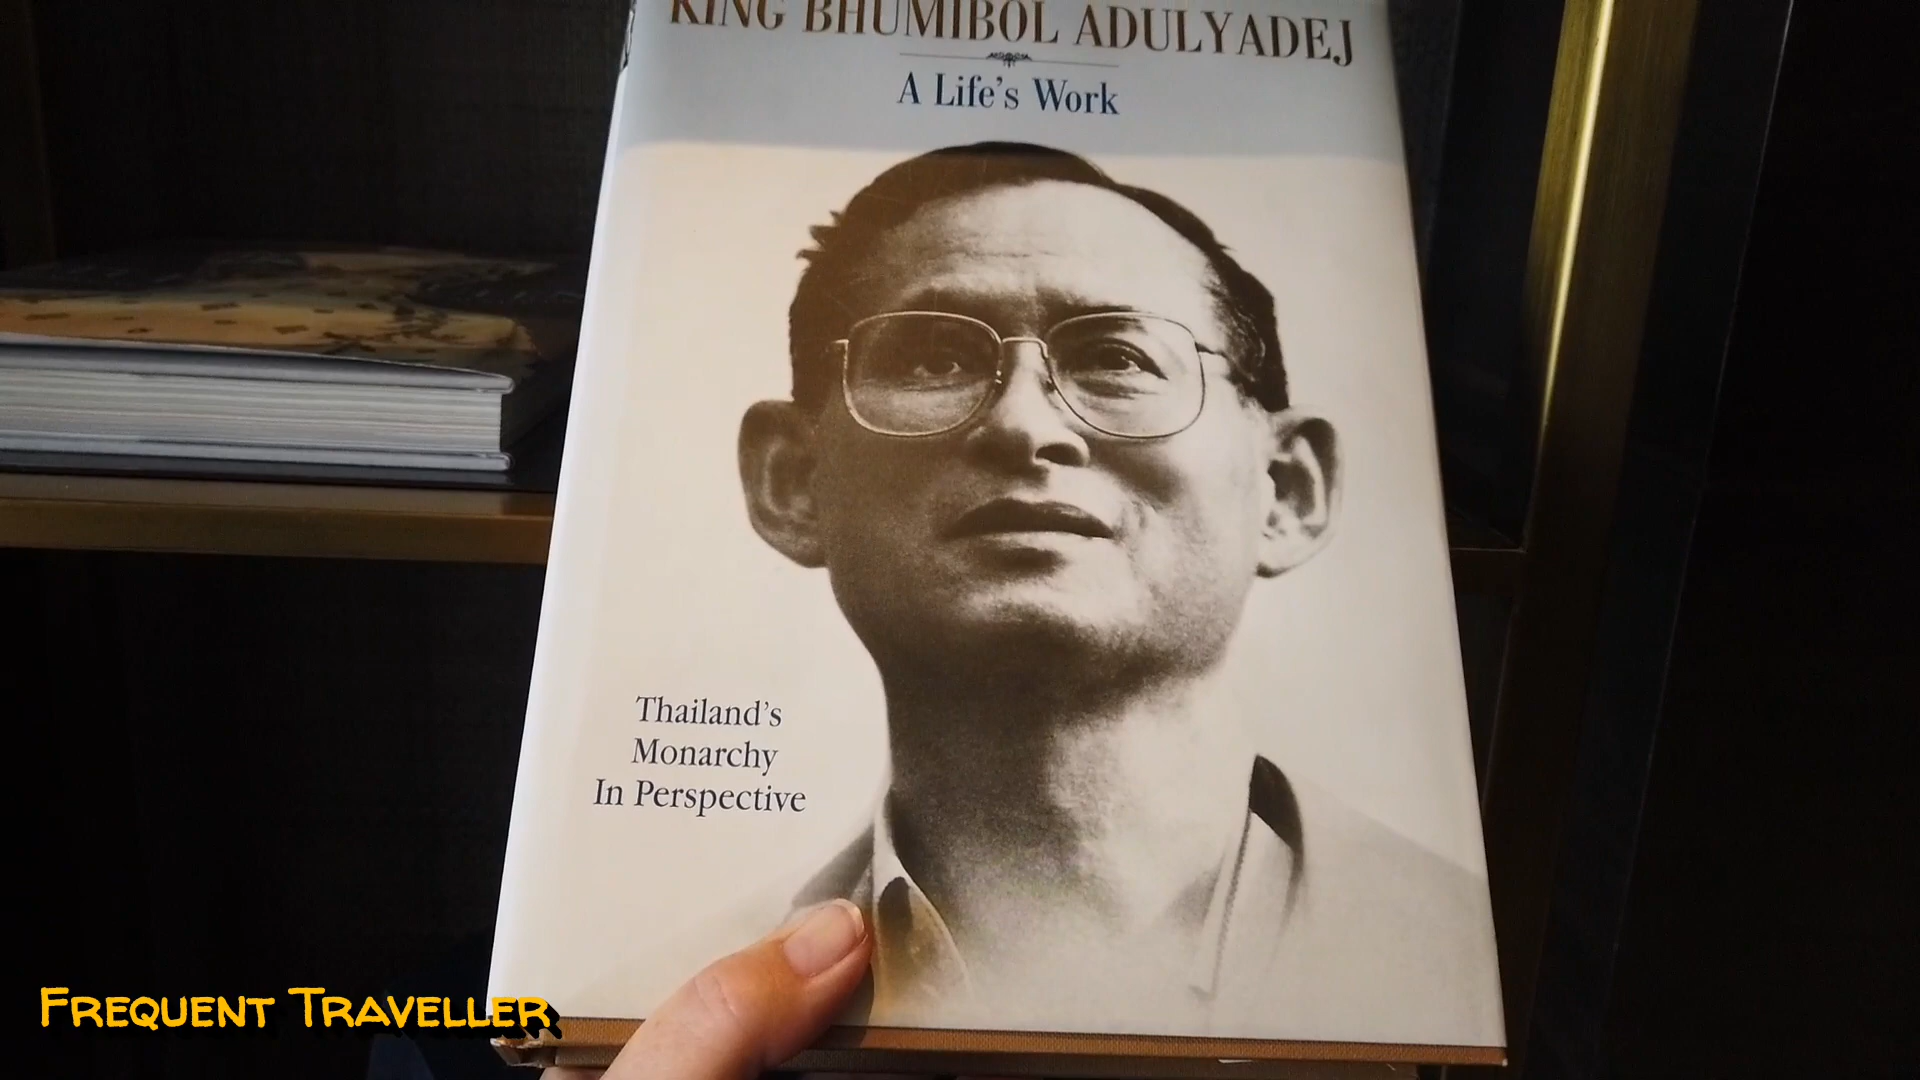 KING BHUMIBOL ADULYADEJ
A Life's Work
Thailand's
Monarchy
In Perspective
FREQUENT TRAVELLER